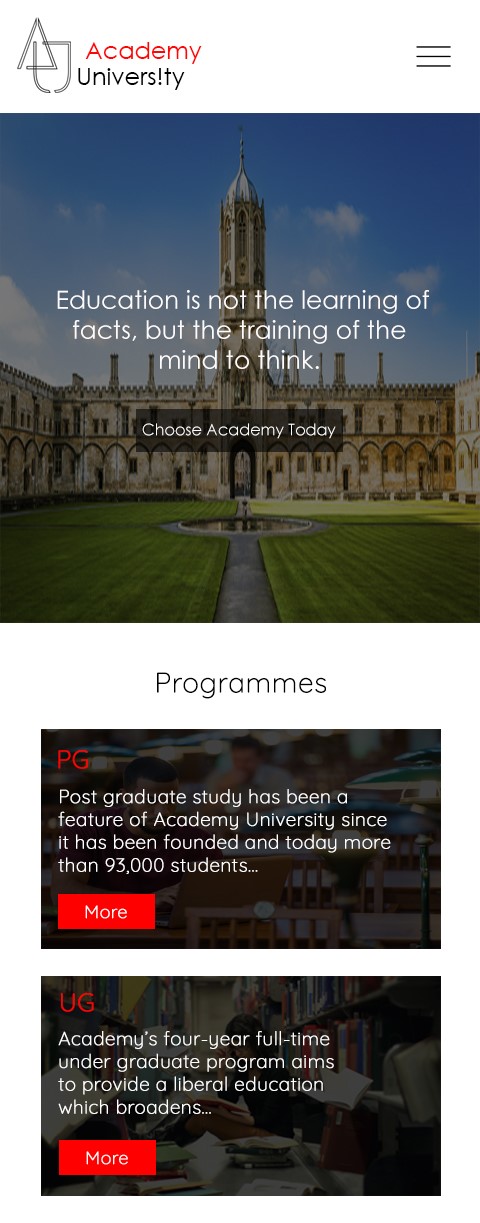 Academy
Univers!ty
Education is not the learning of
facts, but the training of the
mind to think.
Choose Academy Today
Programmes
PG
Post graduate study has been a
feature of Academy University since
it has been founded and today more
than 93,000 students...
More
UG
Academy's four-year full-time
under graduate program aims
to provide a liberal education
which broadens...
More